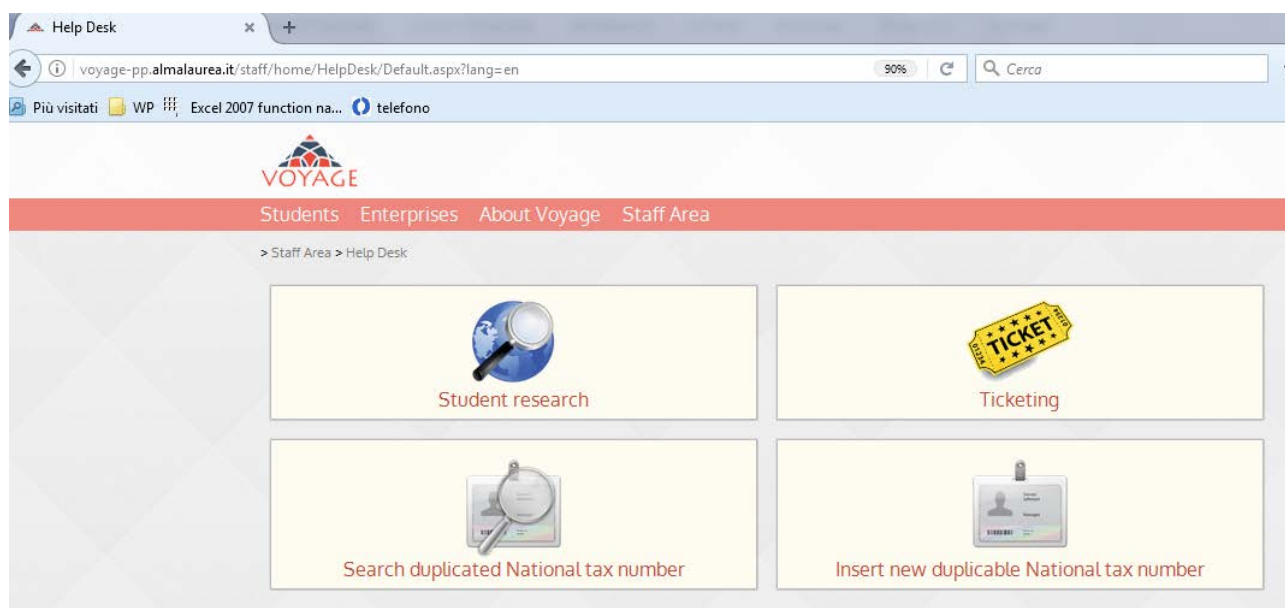 Help Desk
voyage-pp.almalaurea.it/staff/home/HelpDesk/Default.aspx?lang=en
90%
Cerca
Più visitati
WP
Excel 2007 function na...
telefono
VOYAGE
Students Enterprises About Voyage Staff Area
> Staff Area > Help Desk
TICKET
Student research
Ticketing
Search duplicated National tax number
Insert new duplicable National tax number